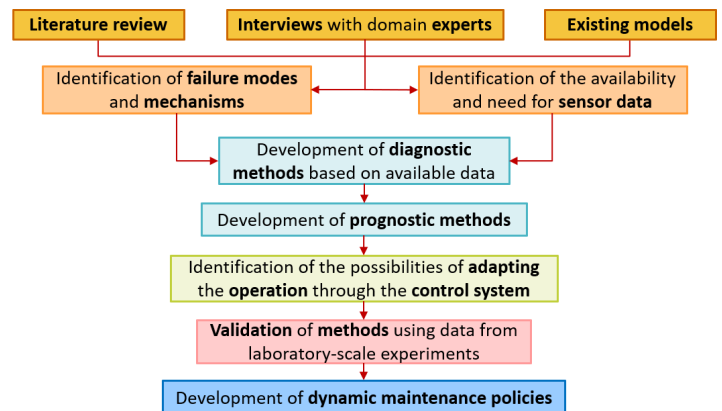 Literature review
Interviews with domain experts
Existing models
Identification of failure modes
and mechanisms
Identification of the availability
and need for sensor data
Development of diagnostic
methods based on available data
Development of prognostic methods
Identification of the possibilities of adapting
the operation through the control system
Validation of methods using data from
laboratory-scale experiments
Development of dynamic maintenance policies